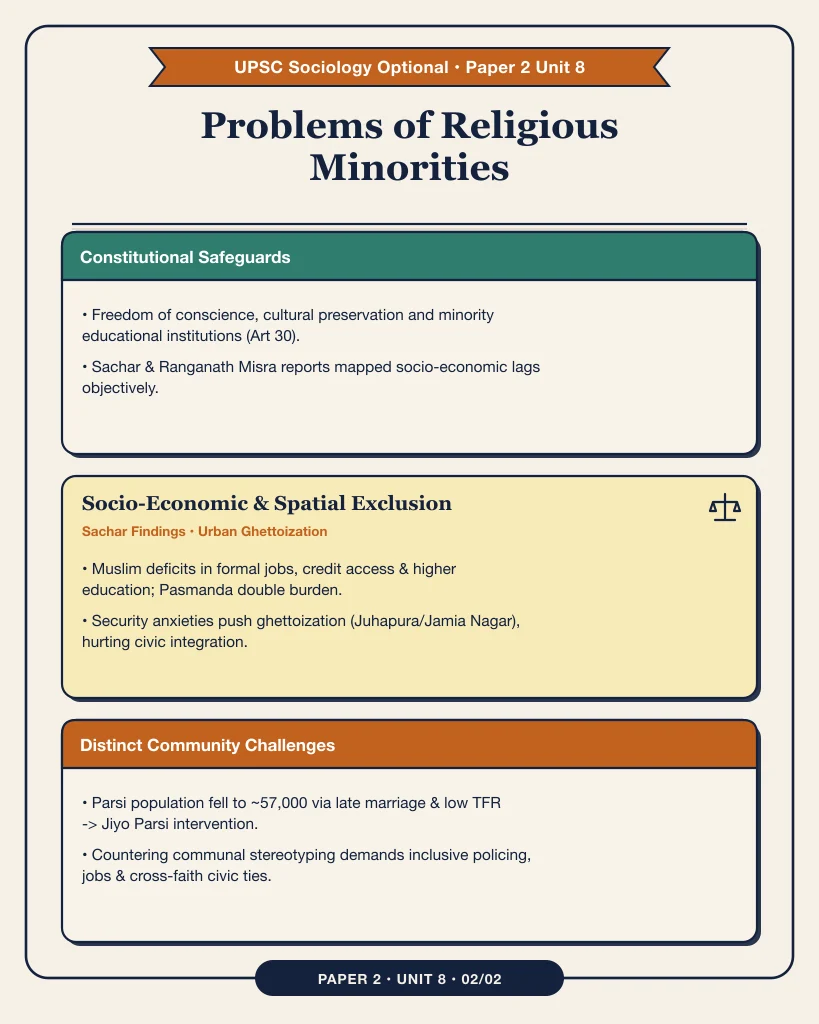 UPSC Sociology Optional • Paper 2 Unit 8
Problems of Religious
Minorities
Constitutional Safeguards
• Freedom of conscience, cultural preservation and minority
educational institutions (Art 30).
• Sachar & Ranganath Misra reports mapped socio-economic lags
objectively.
Socio-Economic & Spatial Exclusion
Sachar Findings • Urban Ghettoization
• Muslim deficits in formal jobs, credit access & higher
education; Pasmanda double burden.
• Security anxieties push ghettoization (Juhapura/Jamia Nagar),
hurting civic integration.
Distinct Community Challenges
• Parsi population fell to ~57,000 via late marriage & low TFR
-> Jiyo Parsi intervention.
• Countering communal stereotyping demands inclusive policing,
jobs & cross-faith civic ties.
PAPER 2 • UNIT 8 • 02/02